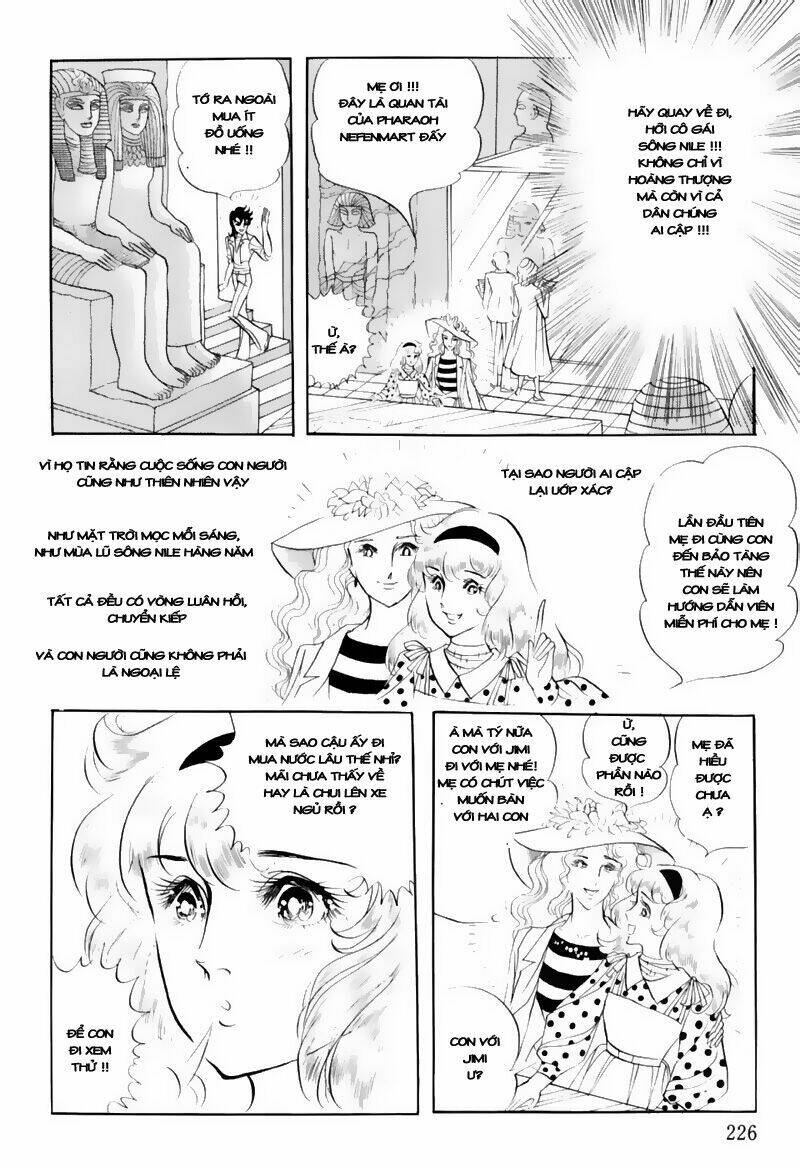 HÃY QUAY VỀ ĐI,
HỠI CÔ GÁI
SÔNG NILE !!!
KHÔNG CHỈ VÌ
HOÀNG THƯỢNG
MÀ CÒN VÌ CẢ
DÂN CHÚNG
AI CẬP !!!
MẸ ƠI !!!
ĐÂY LÀ QUAN TÀI
CỦA PHARAOH
NEFENMART ĐẤY
Ừ,
THẾ À?
TỚ RA NGOÀI
MUA ÍT
ĐỒ UỐNG
NHÉ !
LẦN ĐẦU TIÊN
MẸ ĐI CÙNG CON
ĐẾN BẢO TÀNG
THẾ NÀY NÊN
CON SẼ LÀM
HƯỚNG DẪN VIÊN
MIỄN PHÍ CHO MẸ !
TẠI SAO NGƯỜI AI CẬP
LẠI ƯỚP XÁC?
VÌ HỌ TIN RẰNG CUỘC SỐNG CON NGƯỜI
CŨNG NHƯ THIÊN NHIÊN VẬY
NHƯ MẶT TRỜI MỌC MỖI SÁNG,
NHƯ MÙA LŨ SÔNG NILE HÀNG NĂM
TẤT CẢ ĐỀU CÓ VÒNG LUÂN HỒI,
CHUYỂN KIẾP
VÀ CON NGƯỜI CŨNG KHÔNG PHẢI
LÀ NGOẠI LỆ
MẸ ĐÃ
HIỂU
ĐƯỢC
CHƯA
Ạ ?
Ừ,
CŨNG
ĐƯỢC
PHẦN NÀO
RỒI !
À MÀ TÝ NỮA
CON VỚI JIMI
ĐI VỚI MẸ NHÉ!
MẸ CÓ CHÚT VIỆC
MUỐN BÀN
VỚI HAI CON
CON VỚI
JIMI
Ư?
MÀ SAO CẬU ẤY ĐI
MUA NƯỚC LÂU THẾ NHỈ?
MÃI CHƯA THẤY VỀ
HAY LÀ CHUI LÊN XE
NGỦ RỒI ?
ĐỂ CON
ĐI XEM
THỬ !!
226